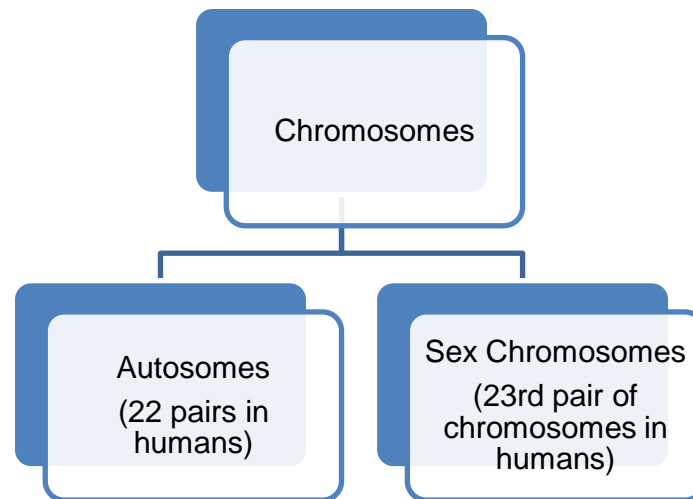 Chromosomes
Autosomes
(22 pairs in
humans)
Sex Chromosomes
(23rd pair of
chromosomes in
humans)